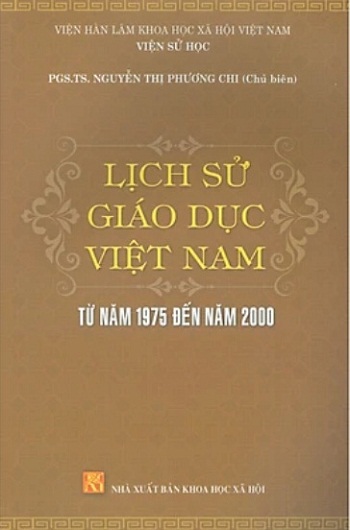 VIỆN HÀN LÂM KHOA HỌC XÃ HỘI VIỆT NAM
VIỆN SỬ HỌC
PGS.TS. NGUYỄN THỊ PHƯƠNG CHI (Chủ biên)
LỊCH SỬ
GIÁO DỤC
VIỆT NAM
TỪ NĂM 1975 ĐẾN NĂM 2000
NHÀ XUẤT BẢN KHOA HỌC XÃ HỘI